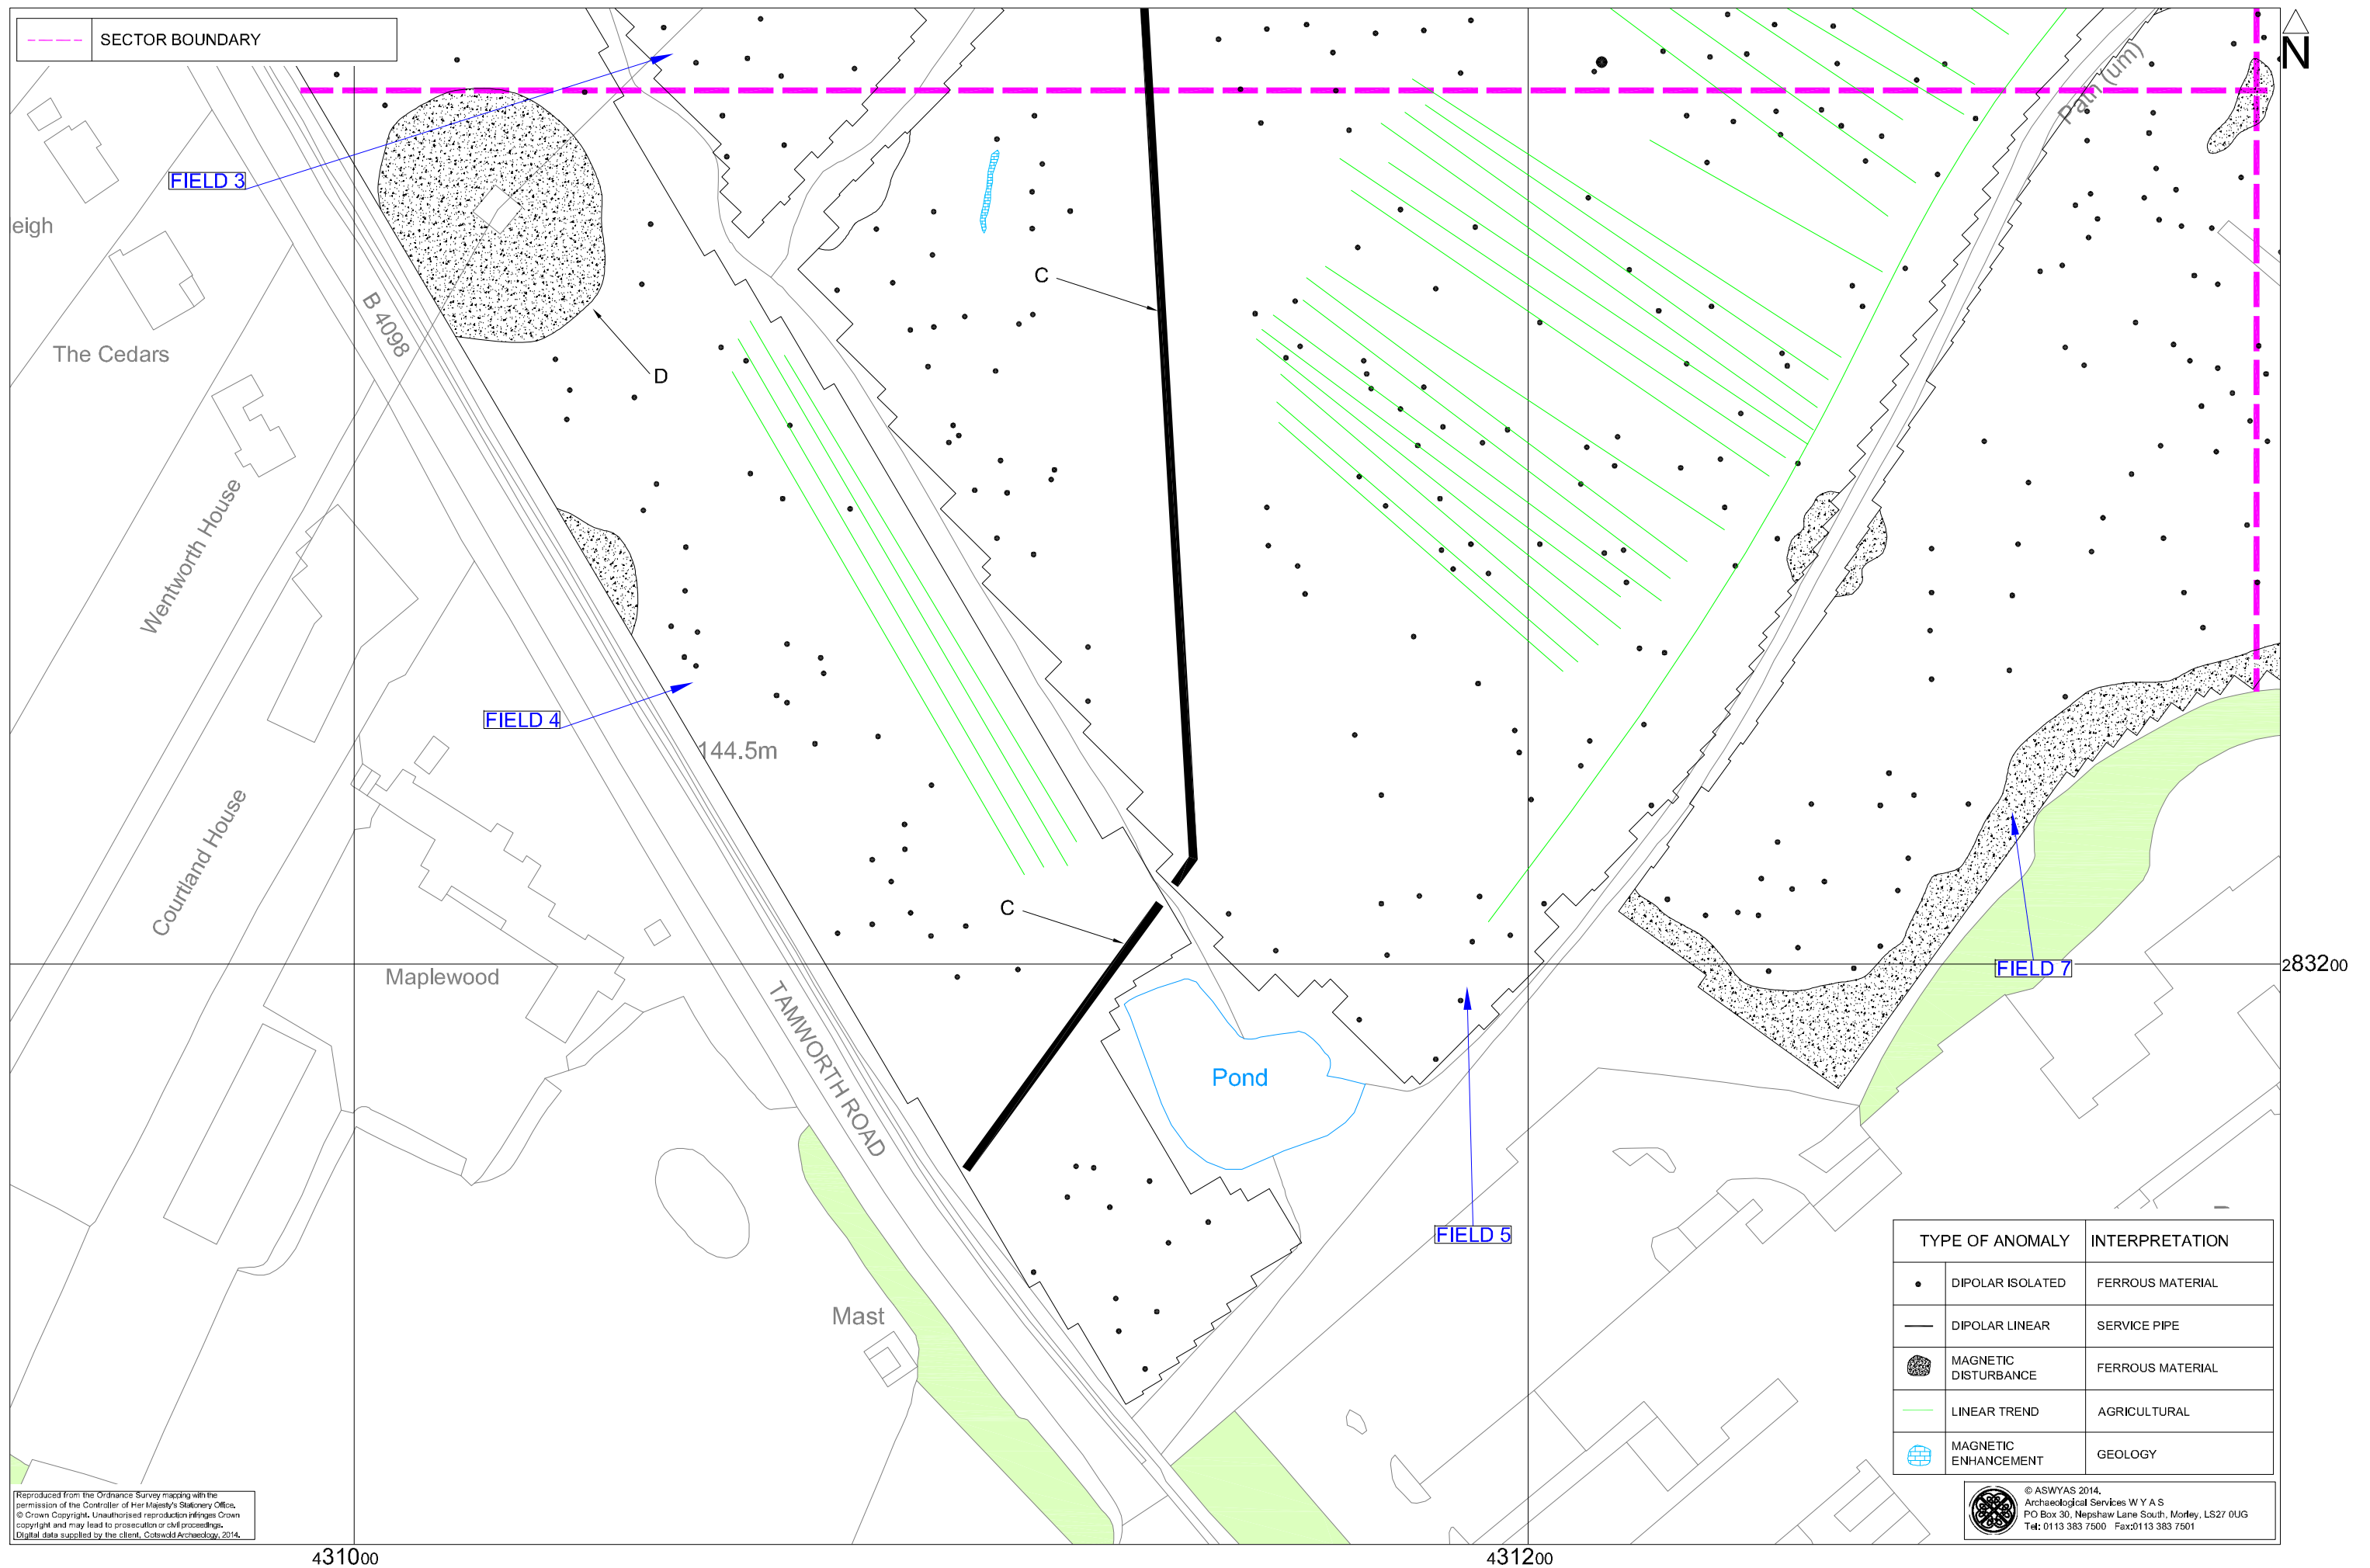 SECTOR BOUNDARY
N
Path (um)
FIELD 3
eigh
C
B 4098
The Cedars
D
Wentworth House
FIELD 4
144.5m
Courtland House
C
Maplewood
FIELD 7
283200
TAMWORTH ROAD
Pond
FIELD 5
Mast
TYPE OF ANOMALY INTERPRETATION
DIPOLAR ISOLATED FERROUS MATERIAL
DIPOLAR LINEAR SERVICE PIPE
MAGNETIC
DISTURBANCE FERROUS MATERIAL
LINEAR TREND AGRICULTURAL
MAGNETIC
ENHANCEMENT GEOLOGY
Reproduced from the Ordnance Survey mapping with the
permission of the Controller of Her Majesty's Stationery Office.
© Crown Copyright. Unauthorised reproduction infringes Crown
copyright and may lead to prosecution or civil proceedings.
Digital data supplied by the client, Cotswold Archaeology, 2014.
© ASWYAS 2014.
Archaeological Services W Y A S
PO Box 30, Nepshaw Lane South, Morley, LS27 0UG
Tel: 0113 383 7500 Fax:0113 383 7501
431000
431200